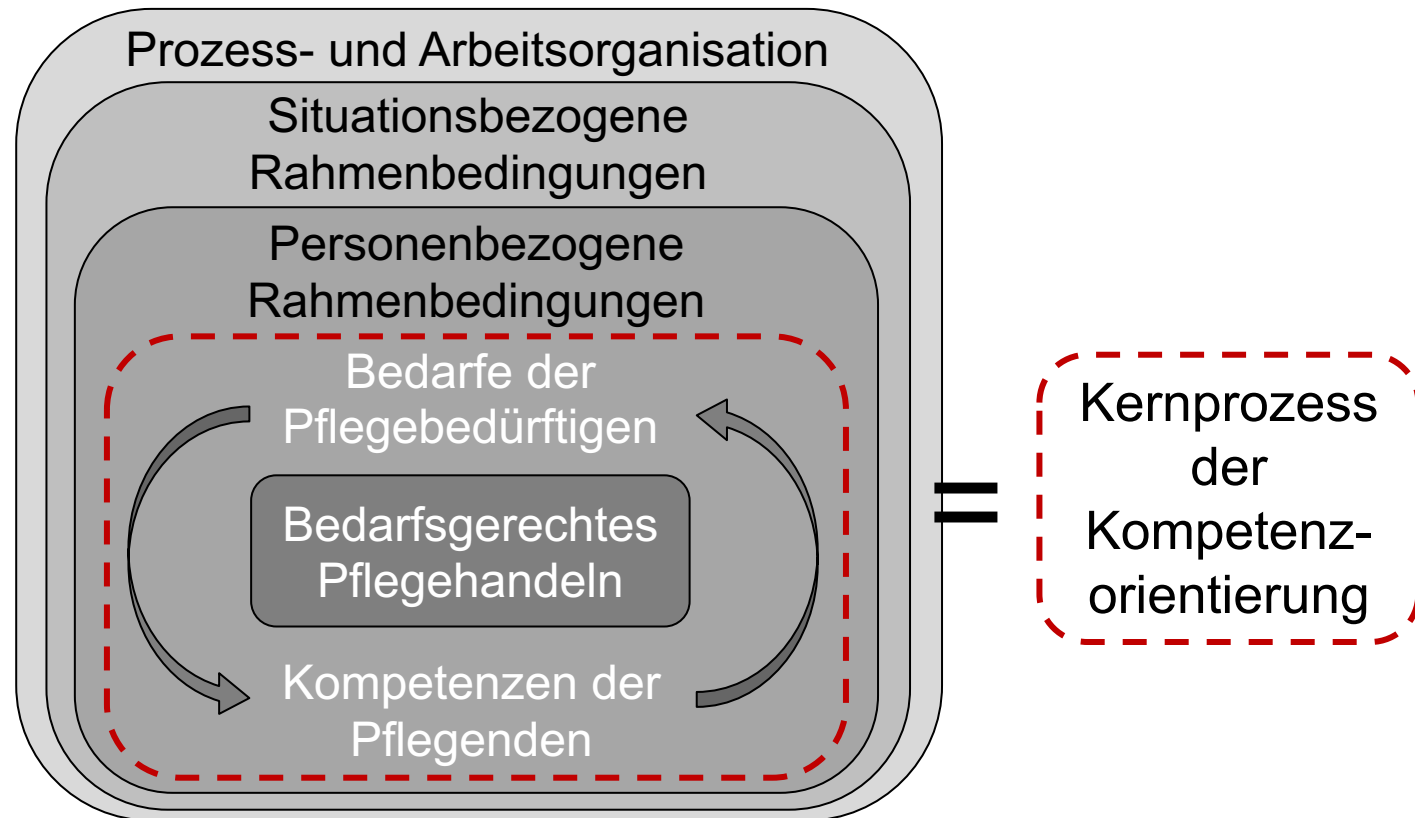 Prozess- und Arbeitsorganisation
Situationsbezogene
Rahmenbedingungen
Personenbezogene
Rahmenbedingungen
Bedarfe der
Pflegebedürftigen
Bedarfsgerechtes
Pflegehandeln
Kompetenzen der
Pflegenden
=
Kernprozess
der
Kompetenz-
orientierung